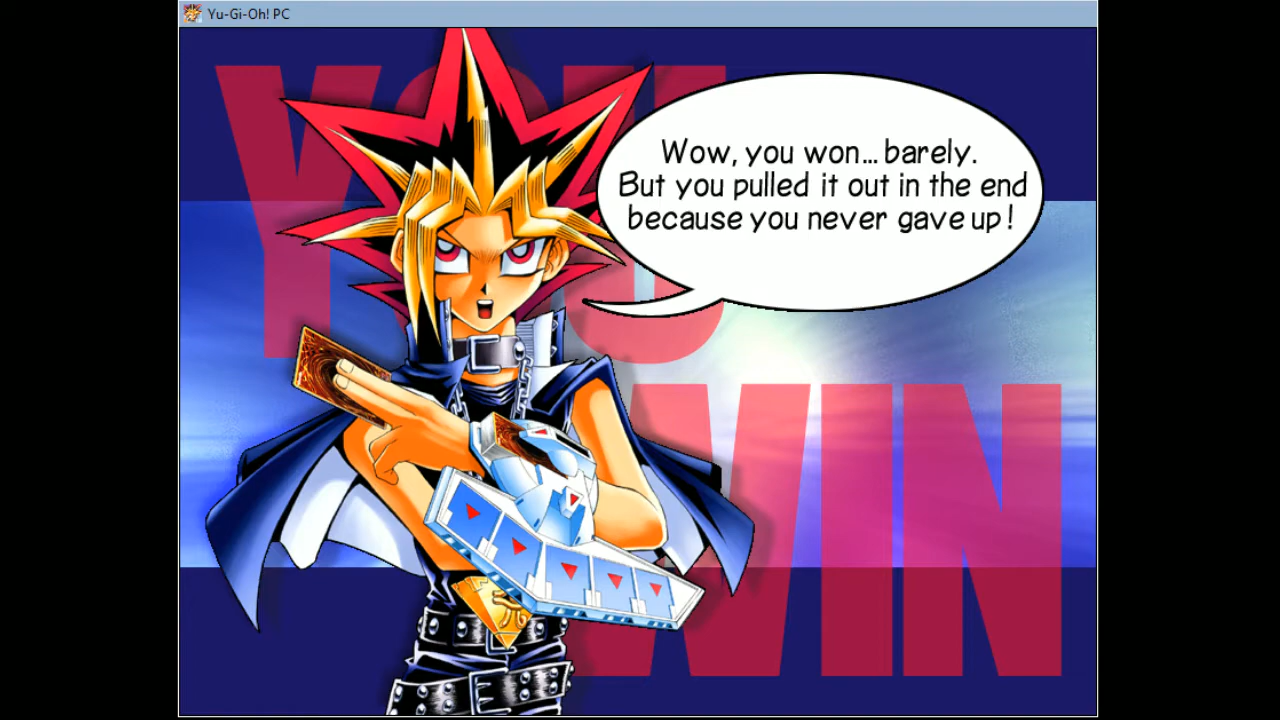 Yu-Gi-Oh! PC
YOU
Wow, you won... barely.
But you pulled it out in the end
because you never gave up!
WIN